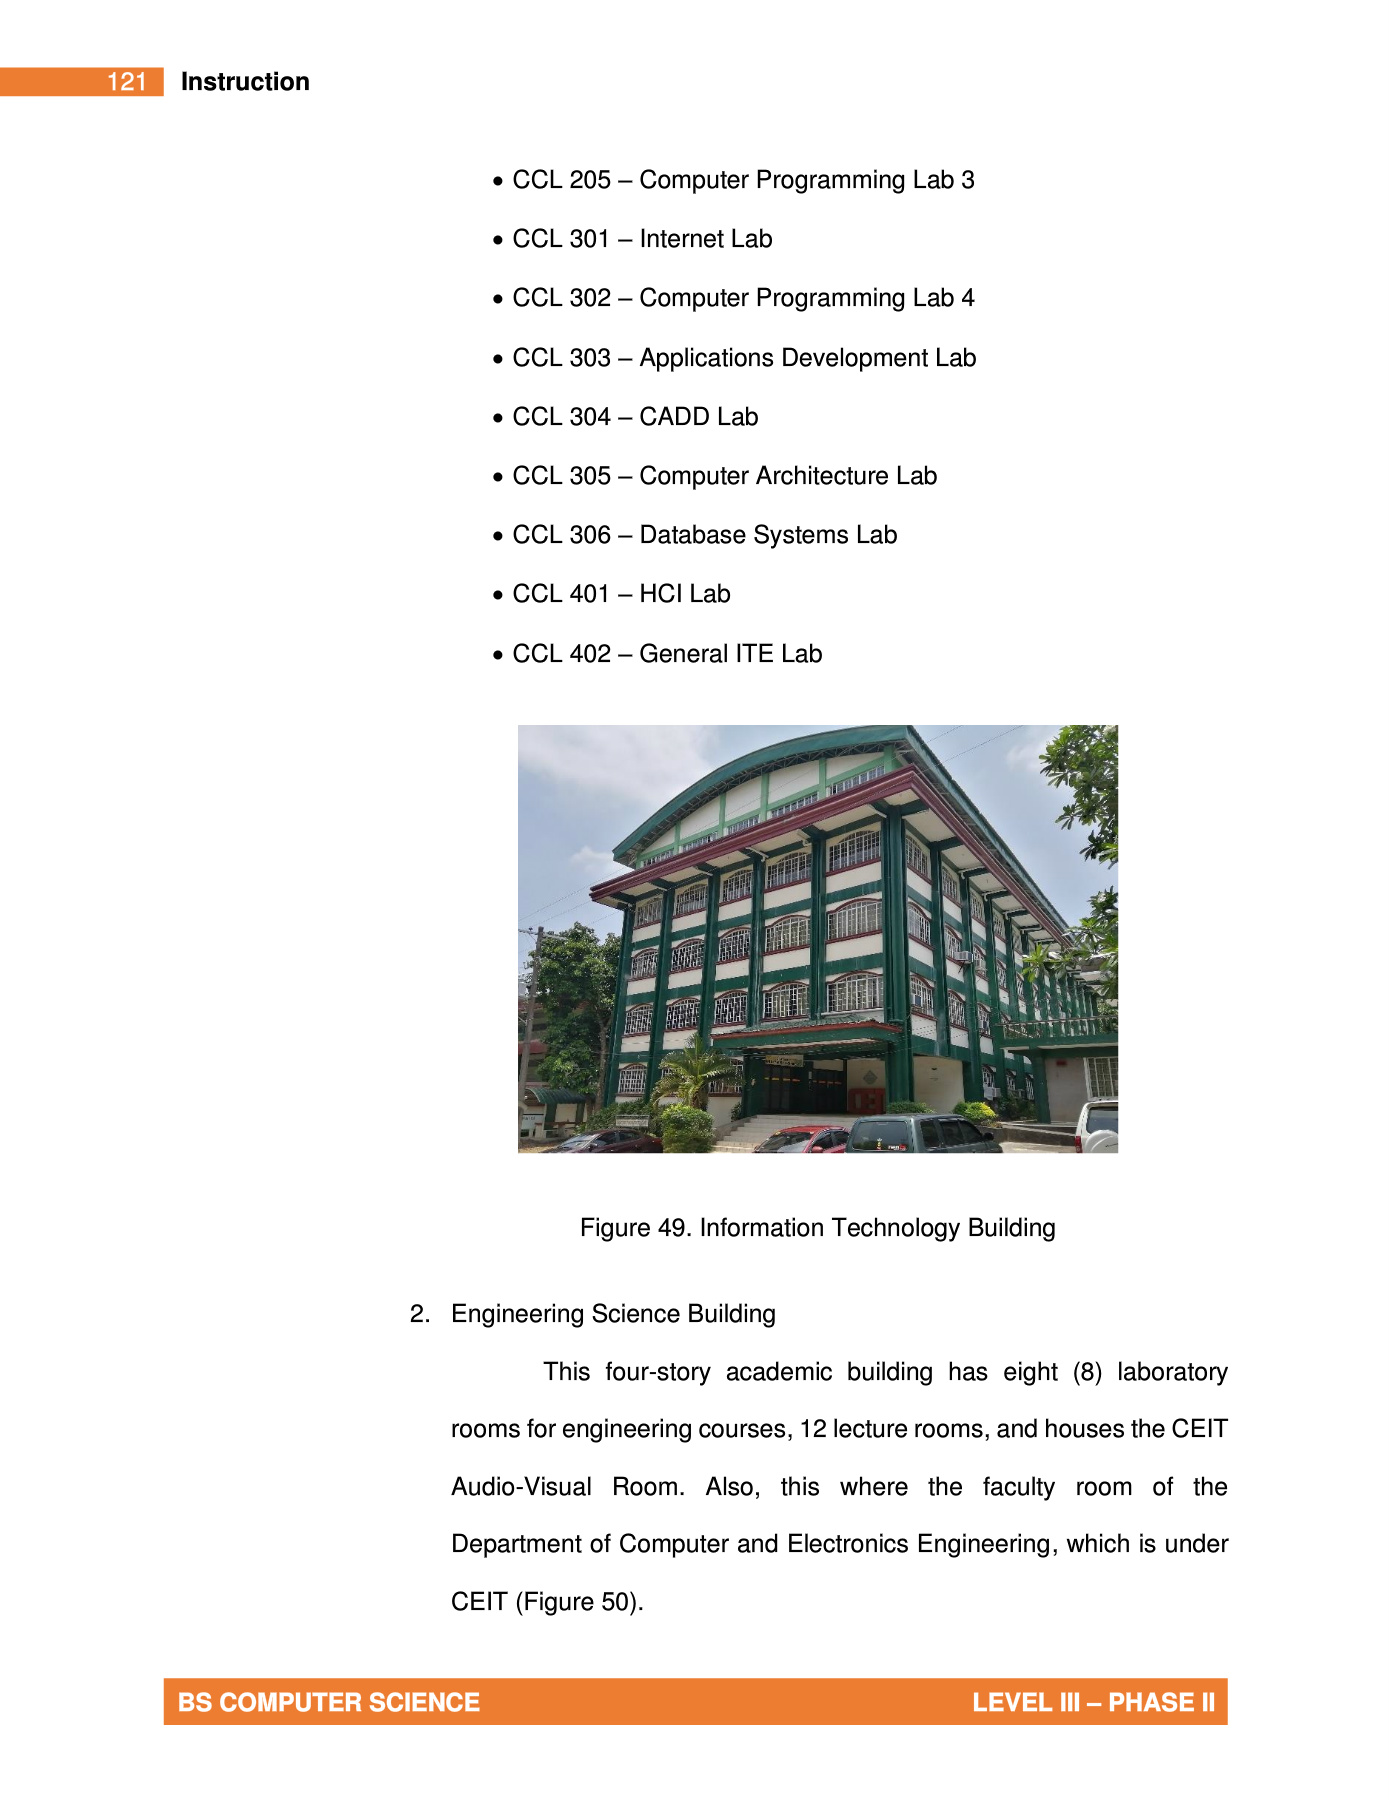 121 Instruction
• CCL 205 – Computer Programming Lab 3
• CCL 301 – Internet Lab
• CCL 302 – Computer Programming Lab 4
• CCL 303 – Applications Development Lab
• CCL 304 – CADD Lab
• CCL 305 – Computer Architecture Lab
• CCL 306 – Database Systems Lab
• CCL 401 – HCI Lab
• CCL 402 – General ITE Lab
Figure 49. Information Technology Building
2. Engineering Science Building
This four-story academic building has eight (8) laboratory
rooms for engineering courses, 12 lecture rooms, and houses the CEIT
Audio-Visual Room. Also, this where the faculty room of the
Department of Computer and Electronics Engineering, which is under
CEIT (Figure 50).
BS COMPUTER SCIENCE LEVEL III – PHASE II